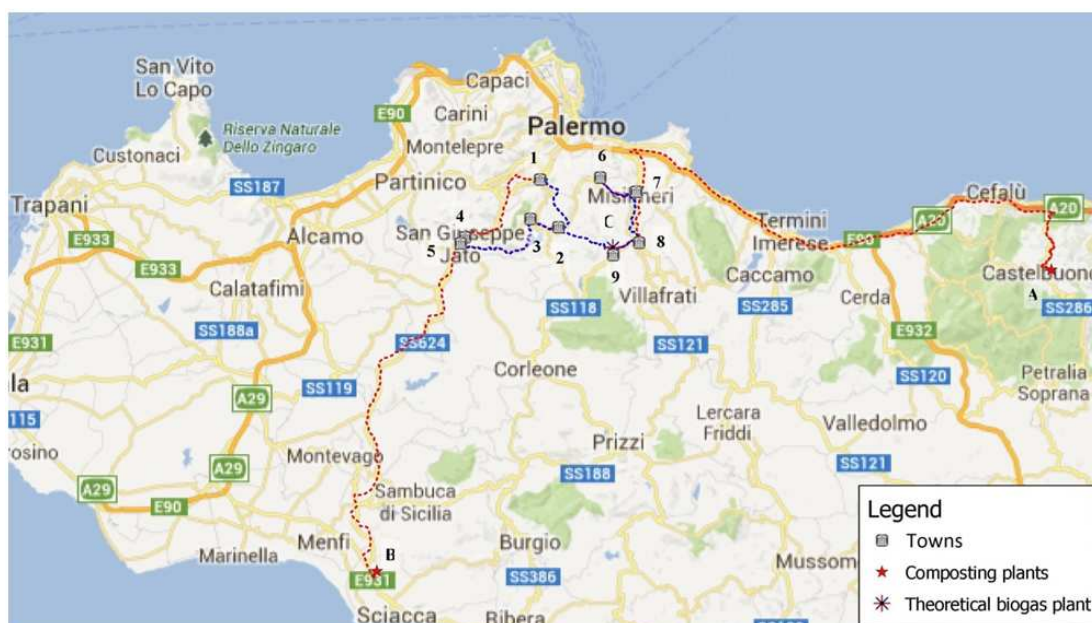 San Vito
Lo Capo
Capaci
E90
Carini
Palermo
Riserva Naturale
Dello Zingaro
Montelepre
Custonaci
1
6
SS187
Partinico
Misilmeri
7
Cefalù
A20
A20
Trapani
E933
4
San Giuseppe
Jato
5
3
2
C
8
9
Termini
Imerese
E90
Castelbuono
A
Alcamo
Caccamo
Calatafimi
Villafrati
SS118
SS285
Cerda
SS286
E931
SS188a
SS624
SS121
E932
Corleone
SS119
SS120
Petralia
Soprana
A29
115
Lercara
Friddi
Valledolmo
Prizzi
Montevago
SS188
SS121
A29
A29
E90
Sambuca
di Sicilia
Marinella
Menfi
B
Burgio
E931
SS386
Mussom
Sciacca
Ribera
Legend
Towns
Composting plants
Theoretical biogas plant